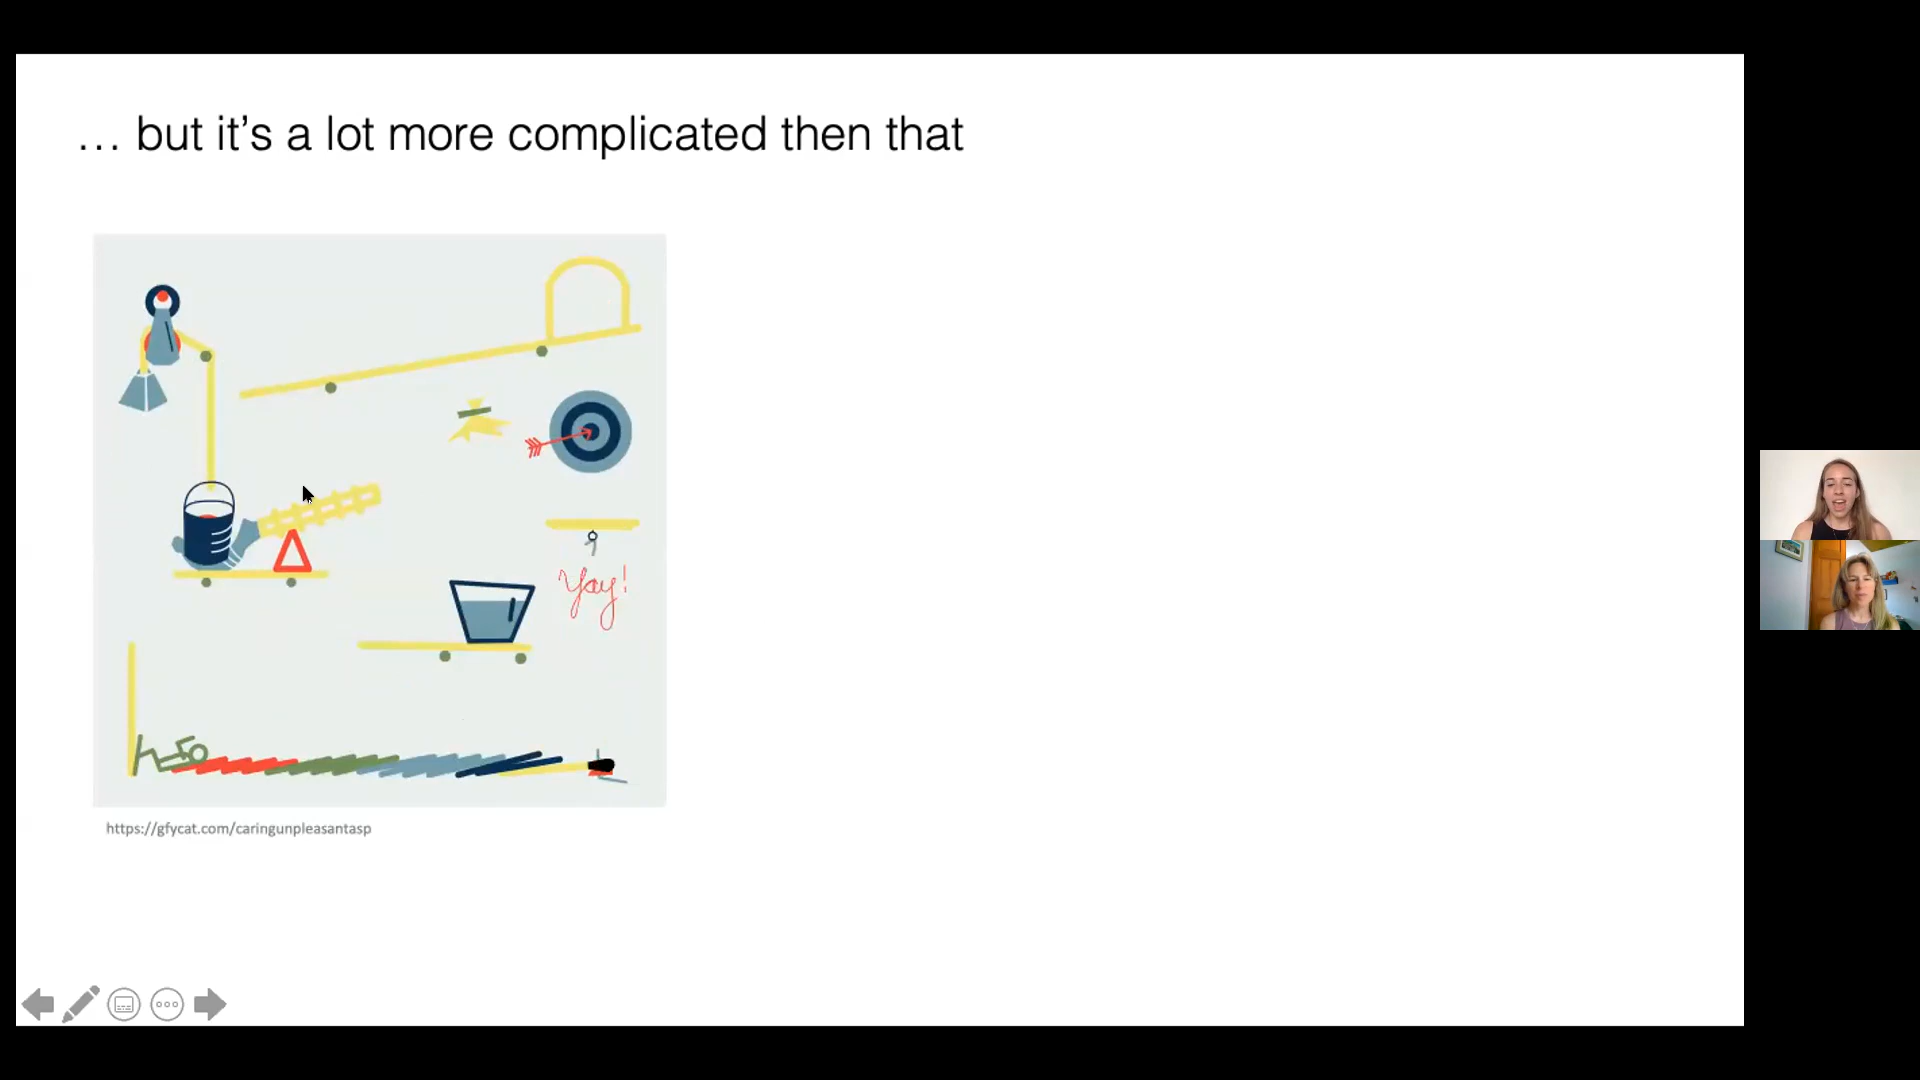 … but it’s a lot more complicated then that
Yay!
https://gfycat.com/caringunpleasantasp